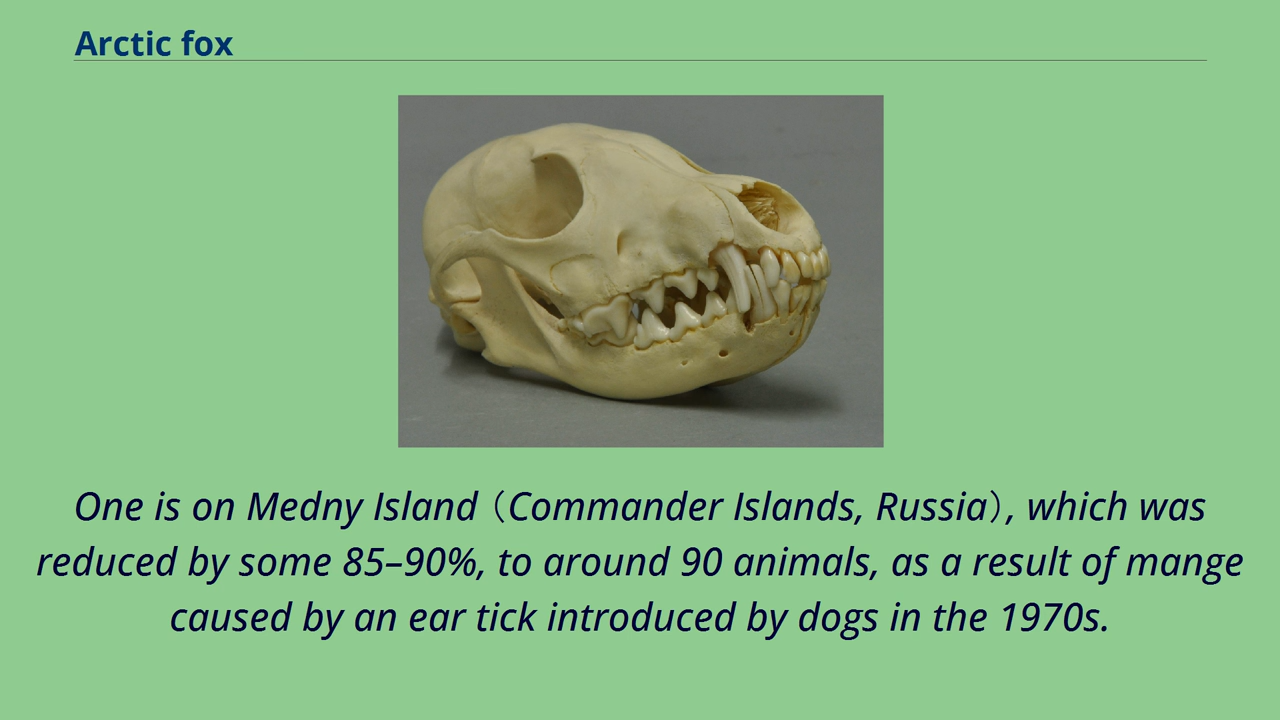 Arctic fox
One is on Medny Island（Commander Islands, Russia）, which was
reduced by some 85–90%, to around 90 animals, as a result of mange
caused by an ear tick introduced by dogs in the 1970s.